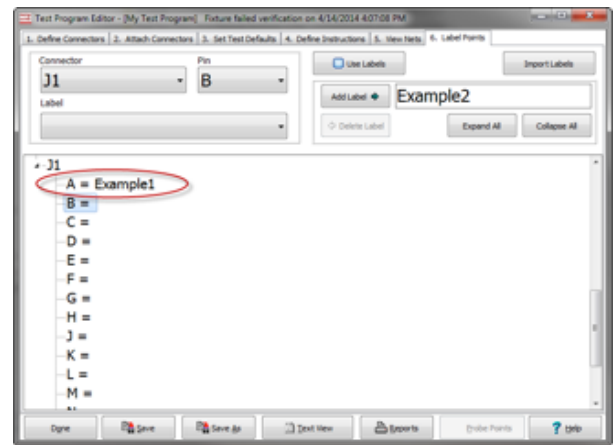 Test Program Editor - [My Test Program] Fixture failed verification on 4/14/2014 4:07:08 PM
1. Define Connectors 2. Attach Connectors 3. Set Test Defaults 4. Define Instructions 5. View Nets 6. Label Points
Connector Pin Use Labels Import Labels
J1 B
Label Add Label Example2
Delete Label Expand All Collapse All
J1
A = Example1
B =
C =
D =
E =
F =
G =
H =
J =
K =
L =
M =
Done Save Save As Text View Reports Probe Points Help